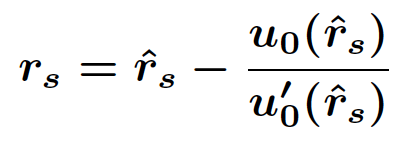 r_s = \hat{r}_s - \frac{u_0(\hat{r}_s)}{u_0'(\hat{r}_s)}